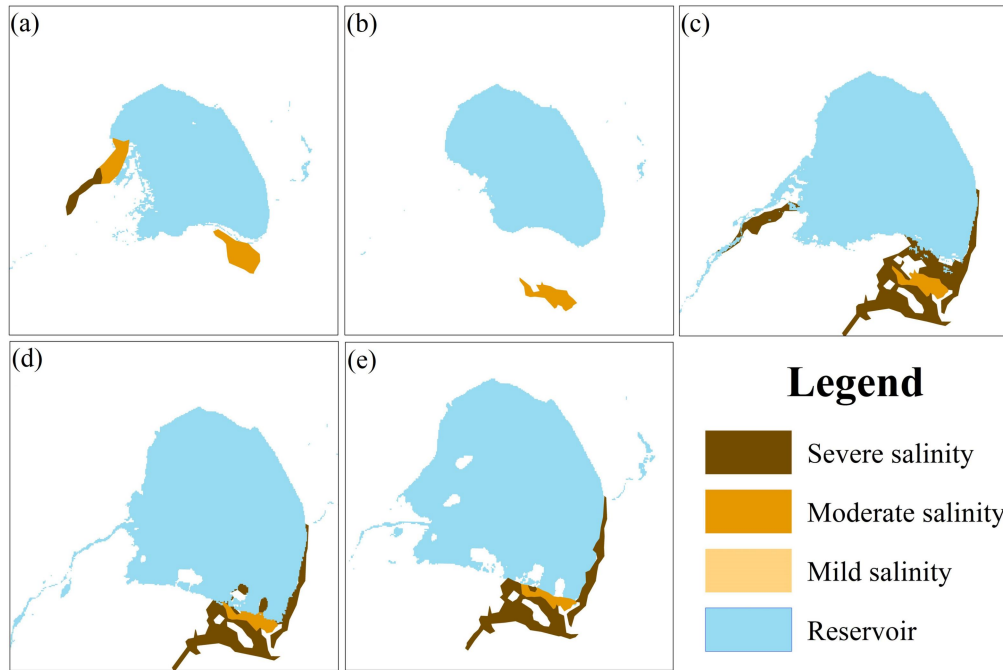 (a)
(b)
(c)
(d)
(e)
Legend
Severe salinity
Moderate salinity
Mild salinity
Reservoir